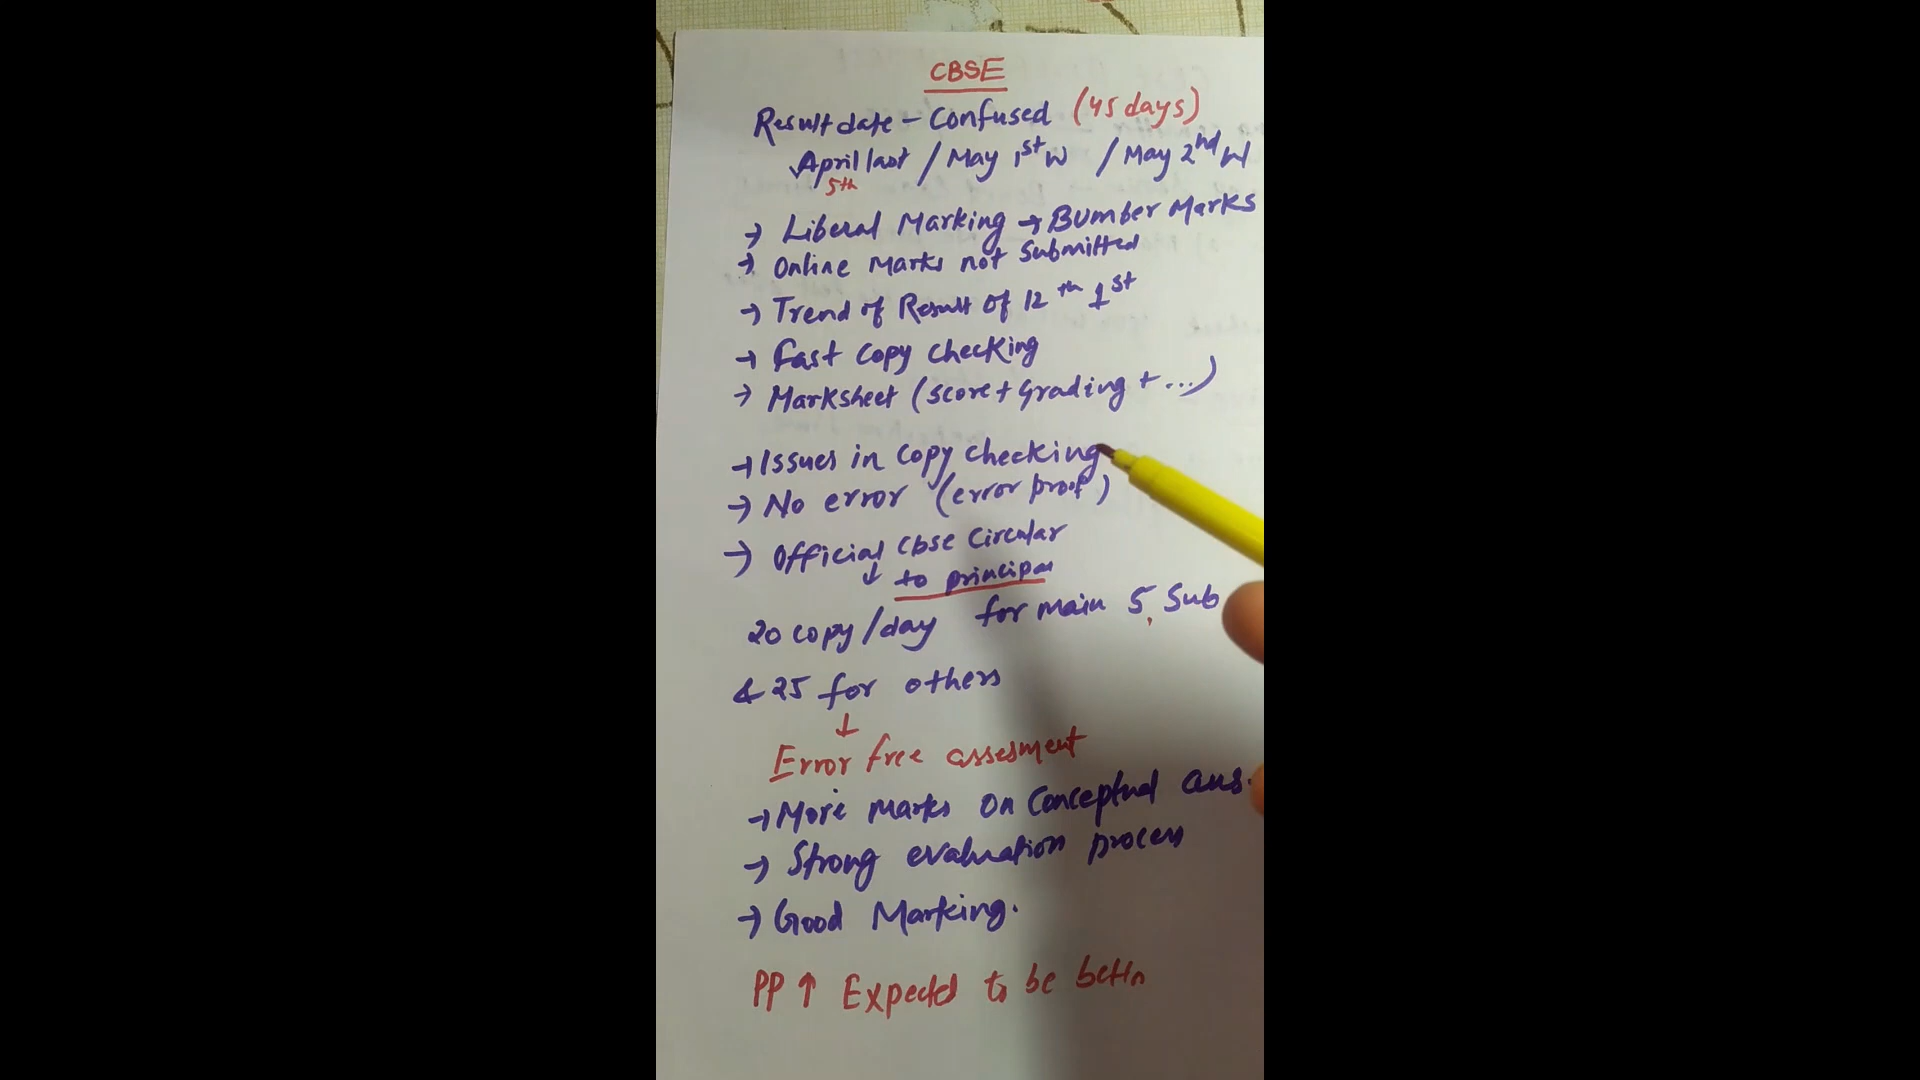 CBSE
Result date - Confused (45 days)
April last / May 1st W / May 2nd W
5th
→ Liberal Marking → Bumber Marks
→ Online Marks not Submitted
→ Trend of Result of 12th 1st
→ Fast Copy Checking
→ Marksheet (Score + Grading + ...)
→ Issues in Copy Checking
→ No error (error proof)
→ Official Cbse Circular
↓ to principal
20 copy/day for main 5 Sub
& 25 for others
↓
Error free assesment
→ More marks on Conceptual ans.
→ Strong evaluation process
→ Good Marking.
PP ↑ Expected to be better